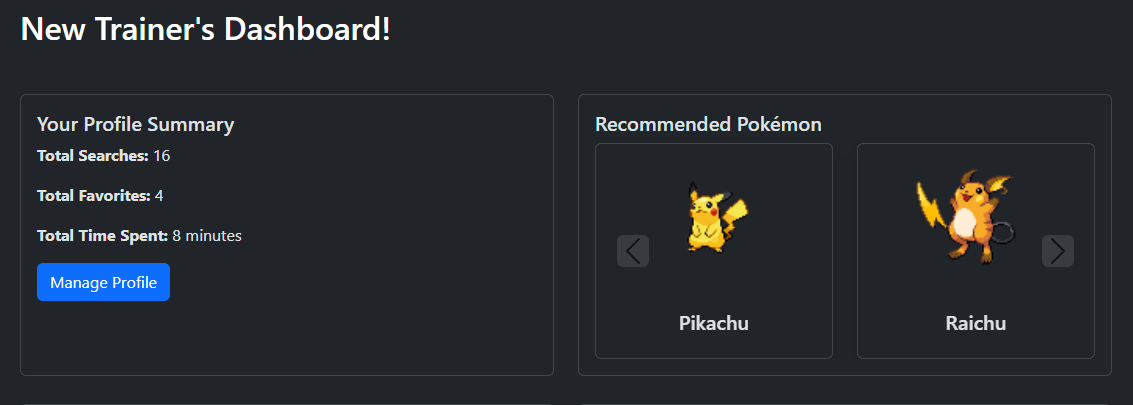 New Trainer's Dashboard!
Your Profile Summary
Total Searches: 16
Total Favorites: 4
Total Time Spent: 8 minutes
Manage Profile
Recommended Pokémon
Pikachu
Raichu